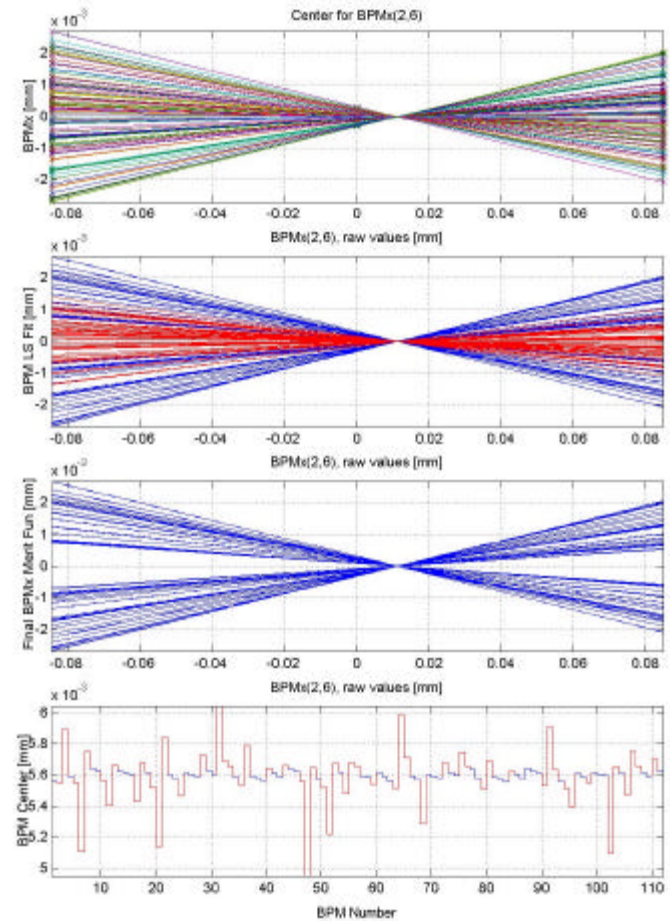 Center for BPMx(2,6)
x 10⁻³
2
1
0
-1
-2
BPMx [mm]
-0.08 -0.06 -0.04 -0.02 0 0.02 0.04 0.06 0.08
BPMx(2,6), raw values [mm]
x 10⁻³
2
1
0
-1
-2
BPM LS Fit [mm]
-0.08 -0.06 -0.04 -0.02 0 0.02 0.04 0.06 0.08
BPMx(2,6), raw values [mm]
x 10⁻³
2
1
0
-1
-2
Final BPMx Merit Fun [mm]
-0.08 -0.06 -0.04 -0.02 0 0.02 0.04 0.06 0.08
BPMx(2,6), raw values [mm]
x 10⁻³
6
5.8
5.6
5.4
5.2
5
BPM Center [mm]
10 20 30 40 50 60 70 80 90 100 110
BPM Number